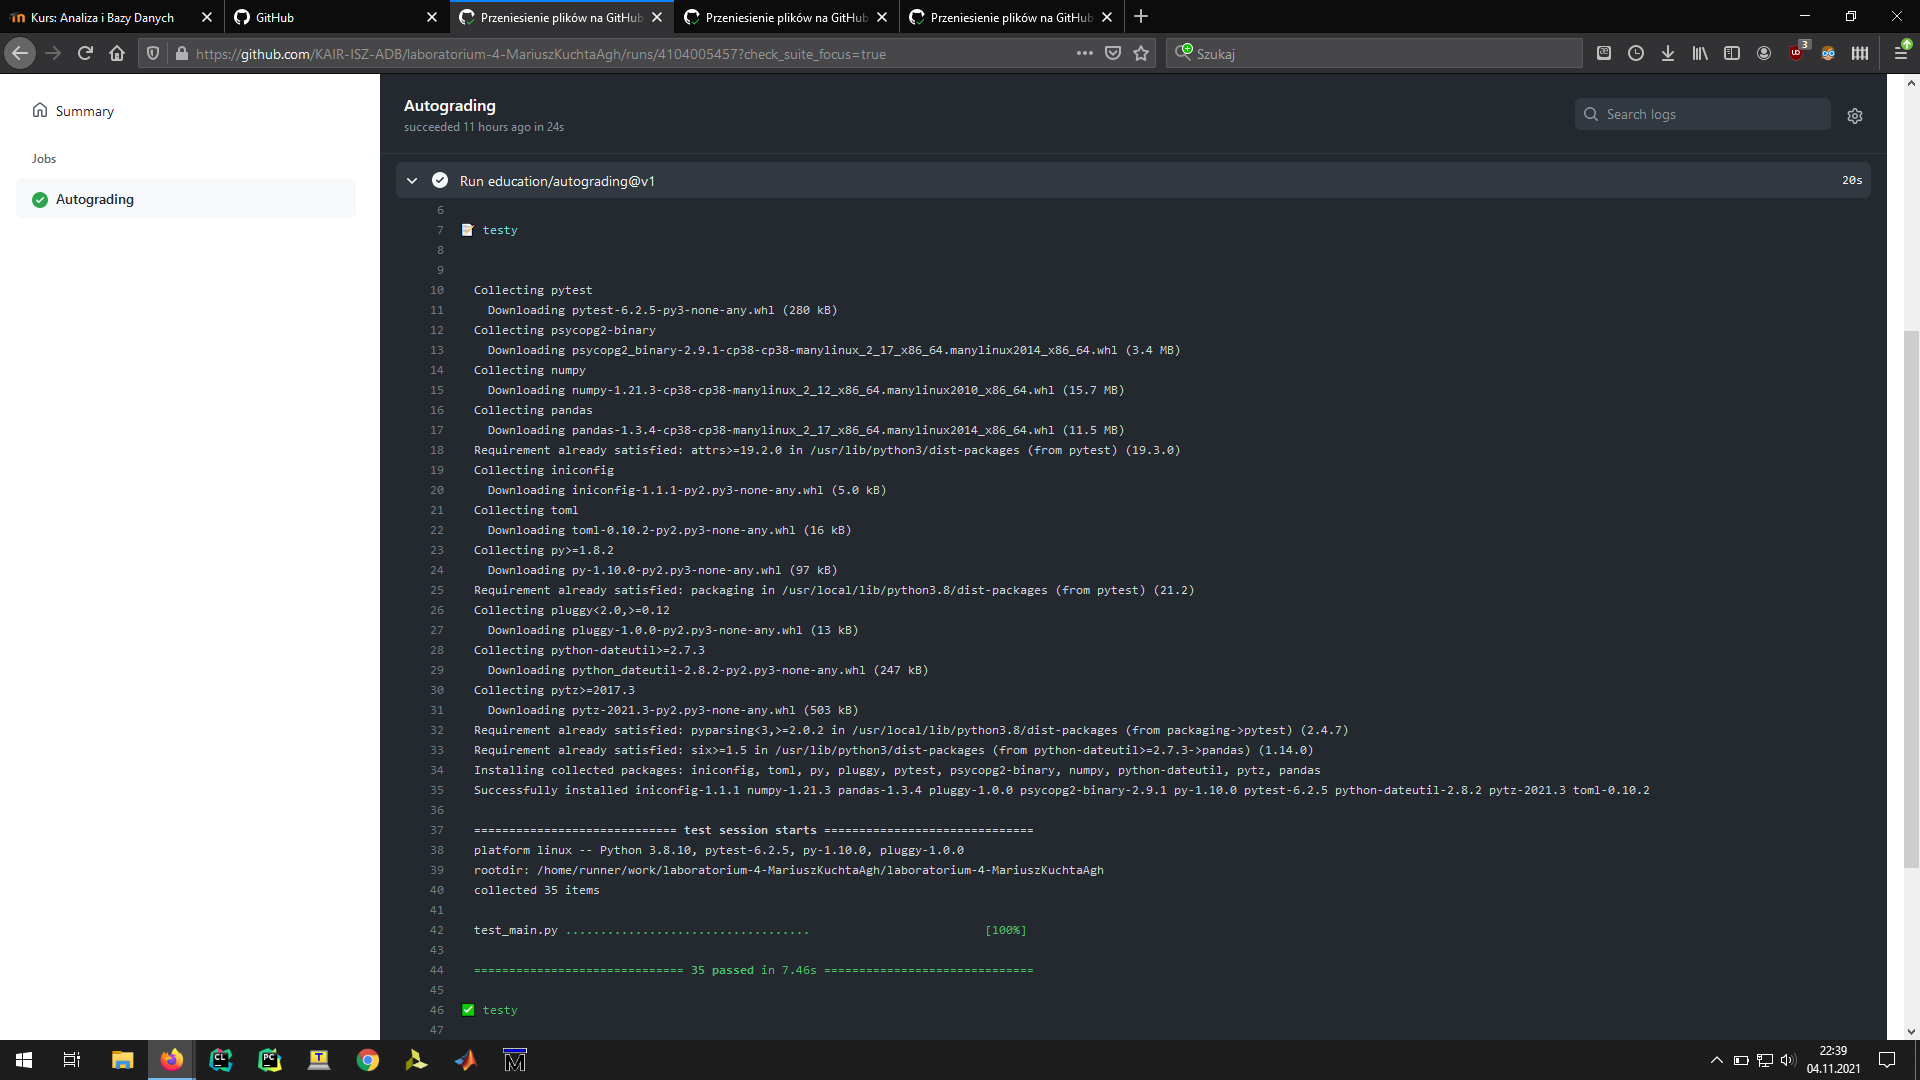 Kurs: Analiza i Bazy Danych
GitHub
Przeniesienie plików na GitHub
Przeniesienie plików na GitHub
Przeniesienie plików na GitHub
https://github.com/KAIR-ISZ-ADB/laboratorium-4-MariuszKuchtaAgh/runs/4104005457?check_suite_focus=true
Szukaj
3
Summary
Jobs
Autograding
Autograding
succeeded 11 hours ago in 24s
Search logs
Run education/autograding@v1
20s
6
7 📝 testy
8
9
10 Collecting pytest
11 Downloading pytest-6.2.5-py3-none-any.whl (280 kB)
12 Collecting psycopg2-binary
13 Downloading psycopg2_binary-2.9.1-cp38-cp38-manylinux_2_17_x86_64.manylinux2014_x86_64.whl (3.4 MB)
14 Collecting numpy
15 Downloading numpy-1.21.3-cp38-cp38-manylinux_2_12_x86_64.manylinux2010_x86_64.whl (15.7 MB)
16 Collecting pandas
17 Downloading pandas-1.3.4-cp38-cp38-manylinux_2_17_x86_64.manylinux2014_x86_64.whl (11.5 MB)
18 Requirement already satisfied: attrs>=19.2.0 in /usr/lib/python3/dist-packages (from pytest) (19.3.0)
19 Collecting iniconfig
20 Downloading iniconfig-1.1.1-py2.py3-none-any.whl (5.0 kB)
21 Collecting toml
22 Downloading toml-0.10.2-py2.py3-none-any.whl (16 kB)
23 Collecting py>=1.8.2
24 Downloading py-1.10.0-py2.py3-none-any.whl (97 kB)
25 Requirement already satisfied: packaging in /usr/local/lib/python3.8/dist-packages (from pytest) (21.2)
26 Collecting pluggy<2.0,>=0.12
27 Downloading pluggy-1.0.0-py2.py3-none-any.whl (13 kB)
28 Collecting python-dateutil>=2.7.3
29 Downloading python_dateutil-2.8.2-py2.py3-none-any.whl (247 kB)
30 Collecting pytz>=2017.3
31 Downloading pytz-2021.3-py2.py3-none-any.whl (503 kB)
32 Requirement already satisfied: pyparsing<3,>=2.0.2 in /usr/local/lib/python3.8/dist-packages (from packaging->pytest) (2.4.7)
33 Requirement already satisfied: six>=1.5 in /usr/lib/python3/dist-packages (from python-dateutil>=2.7.3->pandas) (1.14.0)
34 Installing collected packages: iniconfig, toml, py, pluggy, pytest, psycopg2-binary, numpy, python-dateutil, pytz, pandas
35 Successfully installed iniconfig-1.1.1 numpy-1.21.3 pandas-1.3.4 pluggy-1.0.0 psycopg2-binary-2.9.1 py-1.10.0 pytest-6.2.5 python-dateutil-2.8.2 pytz-2021.3 toml-0.10.2
36
37 ============================= test session starts ==============================
38 platform linux -- Python 3.8.10, pytest-6.2.5, py-1.10.0, pluggy-1.0.0
39 rootdir: /home/runner/work/laboratorium-4-MariuszKuchtaAgh/laboratorium-4-MariuszKuchtaAgh
40 collected 35 items
41
42 test_main.py ................................... [100%]
43
44 ============================== 35 passed in 7.46s ==============================
45
46 ✅ testy
47
22:39
04.11.2021